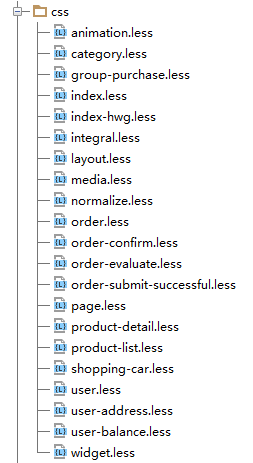 css
animation.less
category.less
group-purchase.less
index.less
index-hwg.less
integral.less
layout.less
media.less
normalize.less
order.less
order-confirm.less
order-evaluate.less
order-submit-successful.less
page.less
product-detail.less
product-list.less
shopping-car.less
user.less
user-address.less
user-balance.less
widget.less